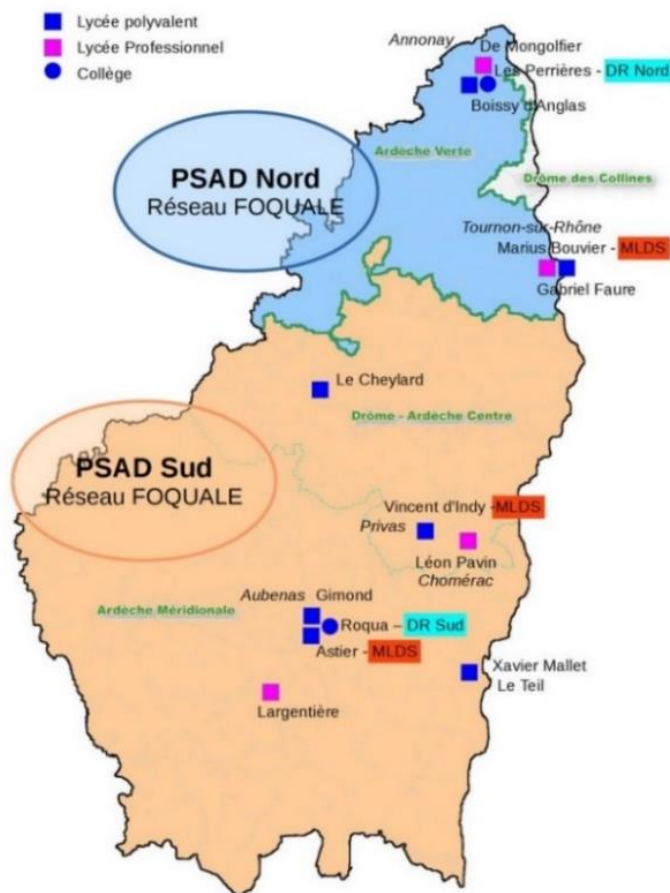 Lycée polyvalent
Lycée Professionnel
Collège
Annonay
De Mongolfier
Les Perrières - DR Nord
Boissy d'Anglas
Ardèche Verte
PSAD Nord
Réseau FOQUALE
Drôme des Collines
Tournon-sur-Rhône
Marius Bouvier - MLDS
Gabriel Faure
Le Cheylard
Drôme - Ardèche Centre
PSAD Sud
Réseau FOQUALE
Vincent d'Indy -MLDS
Privas
Léon Pavin
Chomérac
Aubenas Gimond
Ardèche Méridionale
Roqua – DR Sud
Astier - MLDS
Xavier Mallet
Le Teil
Largentière